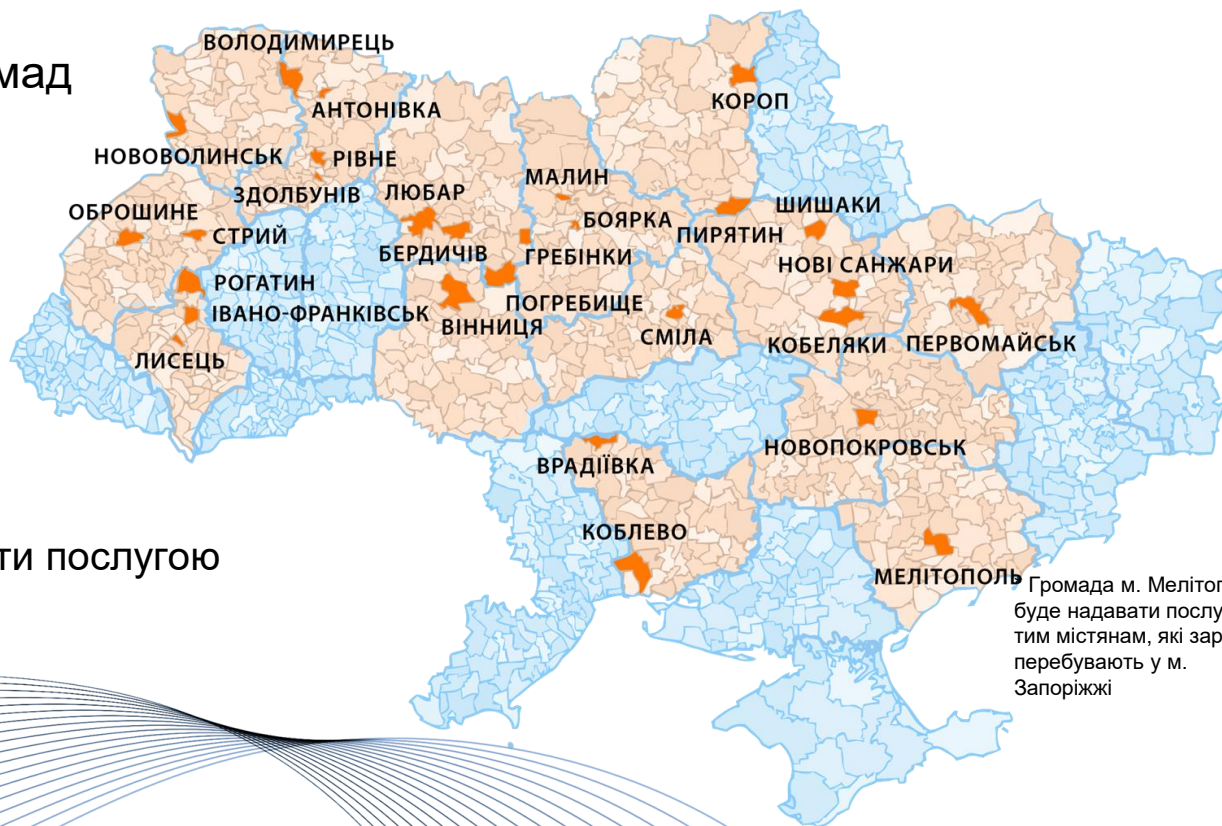 мад
ВОЛОДИМИРЕЦЬ
КОРОП
АНТОНІВКА
НОВОВОЛИНСЬК
РІВНЕ
ЗДОЛБУНІВ
ЛЮБАР
МАЛИН
ОБРОШИНЕ
БОЯРКА
ПИРЯТИН
ШИШАКИ
СТРИЙ
БЕРДИЧІВ
ГРЕБІНКИ
НОВІ САНЖАРИ
РОГАТИН
ІВАНО-ФРАНКІВСЬК
ПОГРЕБИЩЕ
ВІННИЦЯ
СМІЛА
КОБЕЛЯКИ
ПЕРВОМАЙСЬК
ЛИСЕЦЬ
НОВОПОКРОВСЬК
ВРАДІЇВКА
КОБЛЕВО
ти послугою
МЕЛІТОПОЛЬ
Громада м. Меліто
буде надавати послу
тим містянам, які зар
перебувають у м.
Запоріжжі